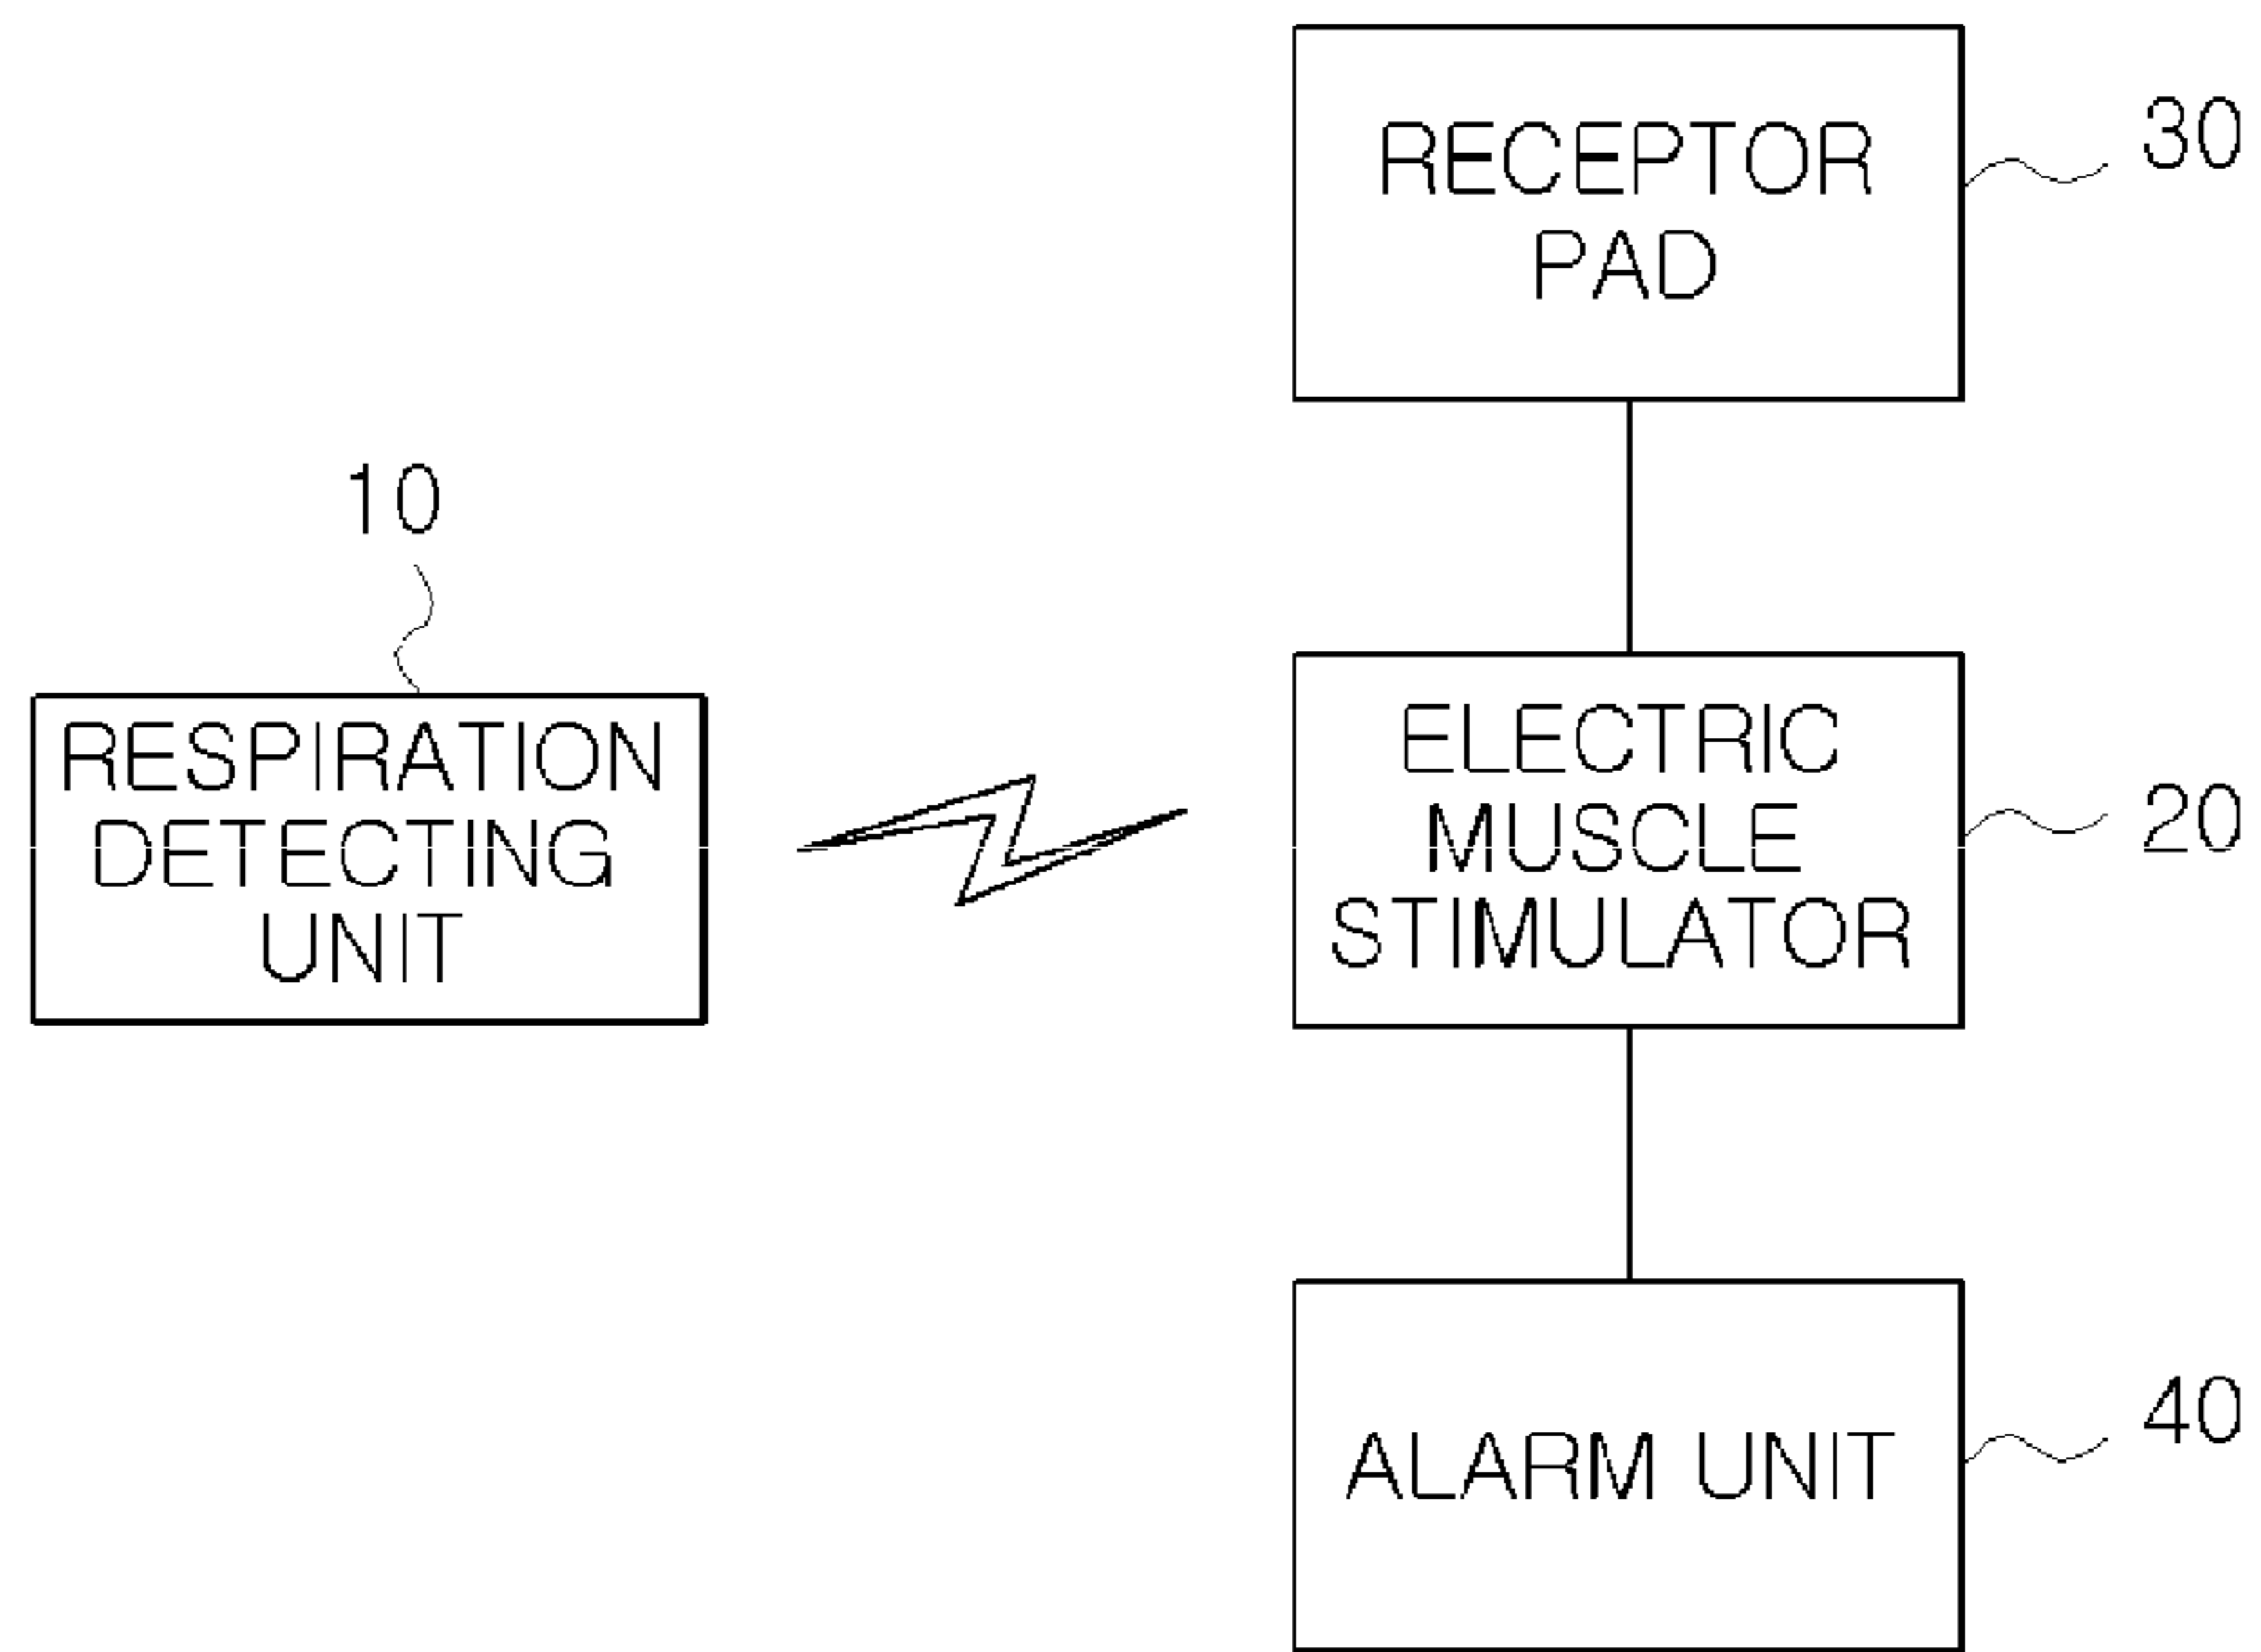 RECEPTOR
PAD
30
10
RESPIRATION
DETECTING
UNIT
ELECTRIC
MUSCLE
STIMULATOR
20
ALARM UNIT
40